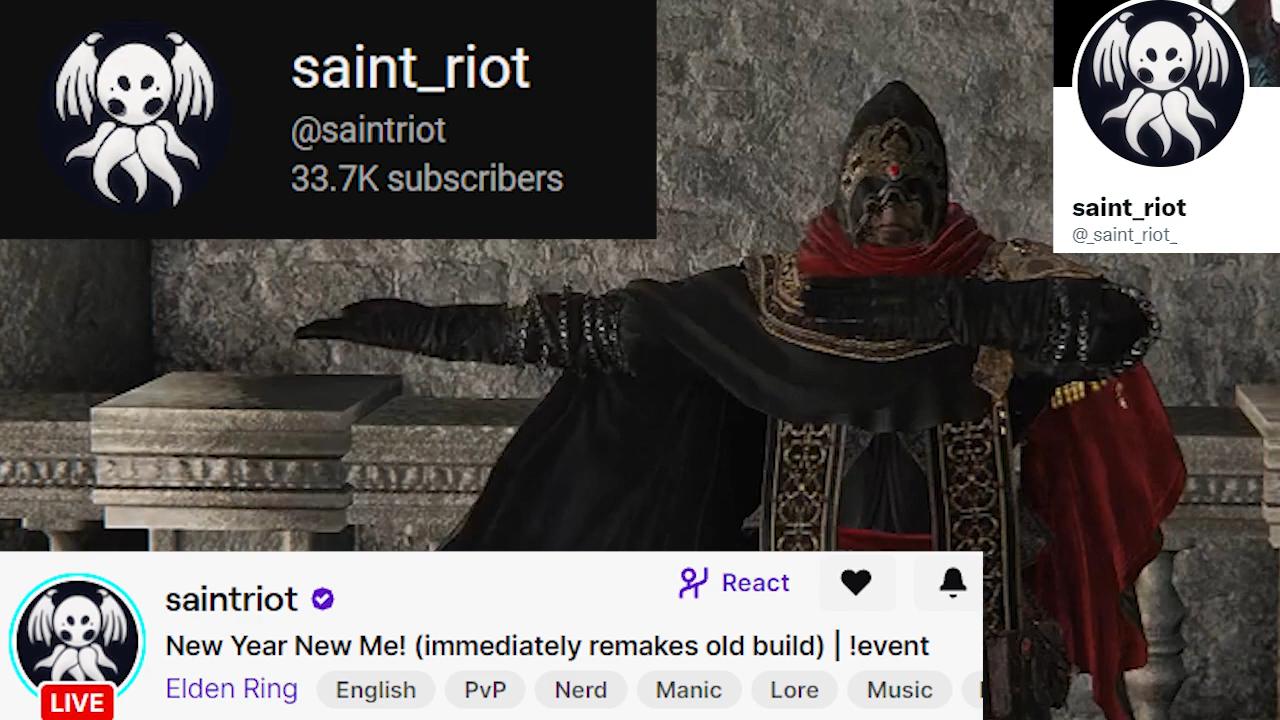 saint_riot
@saintriot
33.7K subscribers
saint_riot
@_saint_riot_
saintriot
React
New Year New Me! (immediately remakes old build) | !event
Elden Ring English PvP Nerd Manic Lore Music
LIVE